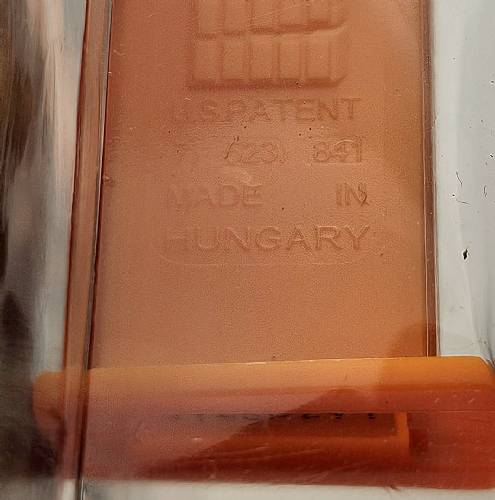 U.S.PATENT
623 841
MADE IN
HUNGARY